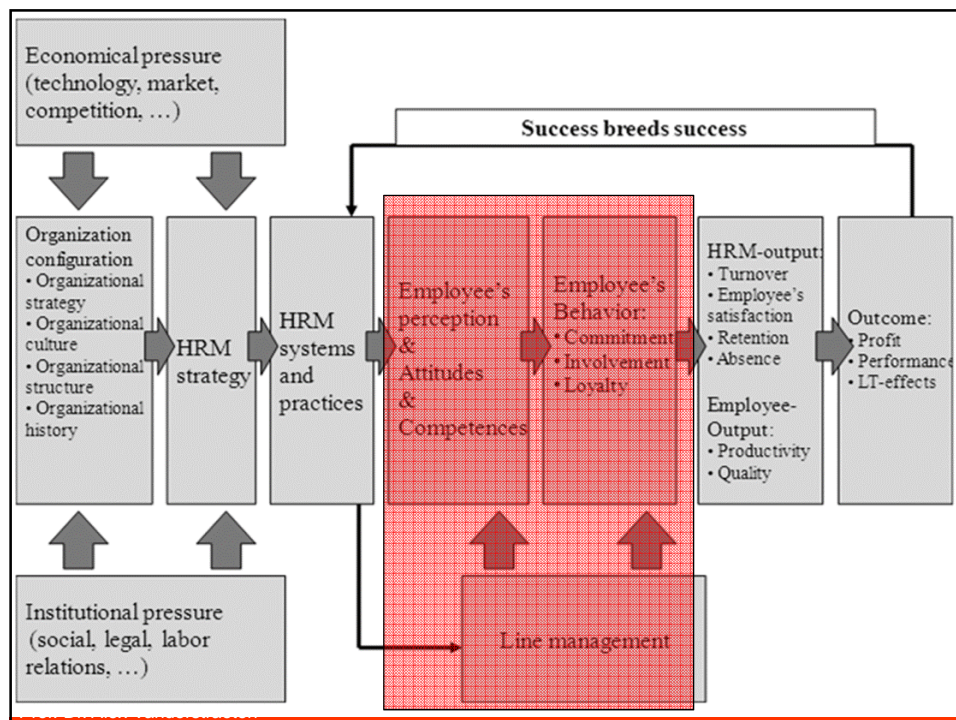 Economical pressure
(technology, market,
competition, …)
Success breeds success
Organization
configuration
• Organizational
strategy
• Organizational
culture
• Organizational
structure
• Organizational
history
HRM
strategy
HRM
systems
and
practices
Employee’s
perception
&
Attitudes
&
Competences
Employee’s
Behavior:
• Commitment
• Involvement
• Loyalty
HRM-output:
• Turnover
• Employee’s
satisfaction
• Retention
• Absence
Employee-
Output:
• Productivity
• Quality
Outcome:
• Profit
• Performance
• LT-effects
Institutional pressure
(social, legal, labor
relations, …)
Line management